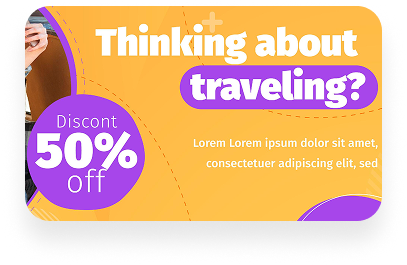 Thinking about
traveling?
Discont
50%
off
Lorem Lorem ipsum dolor sit amet,
consectetuer adipiscing elit, sed